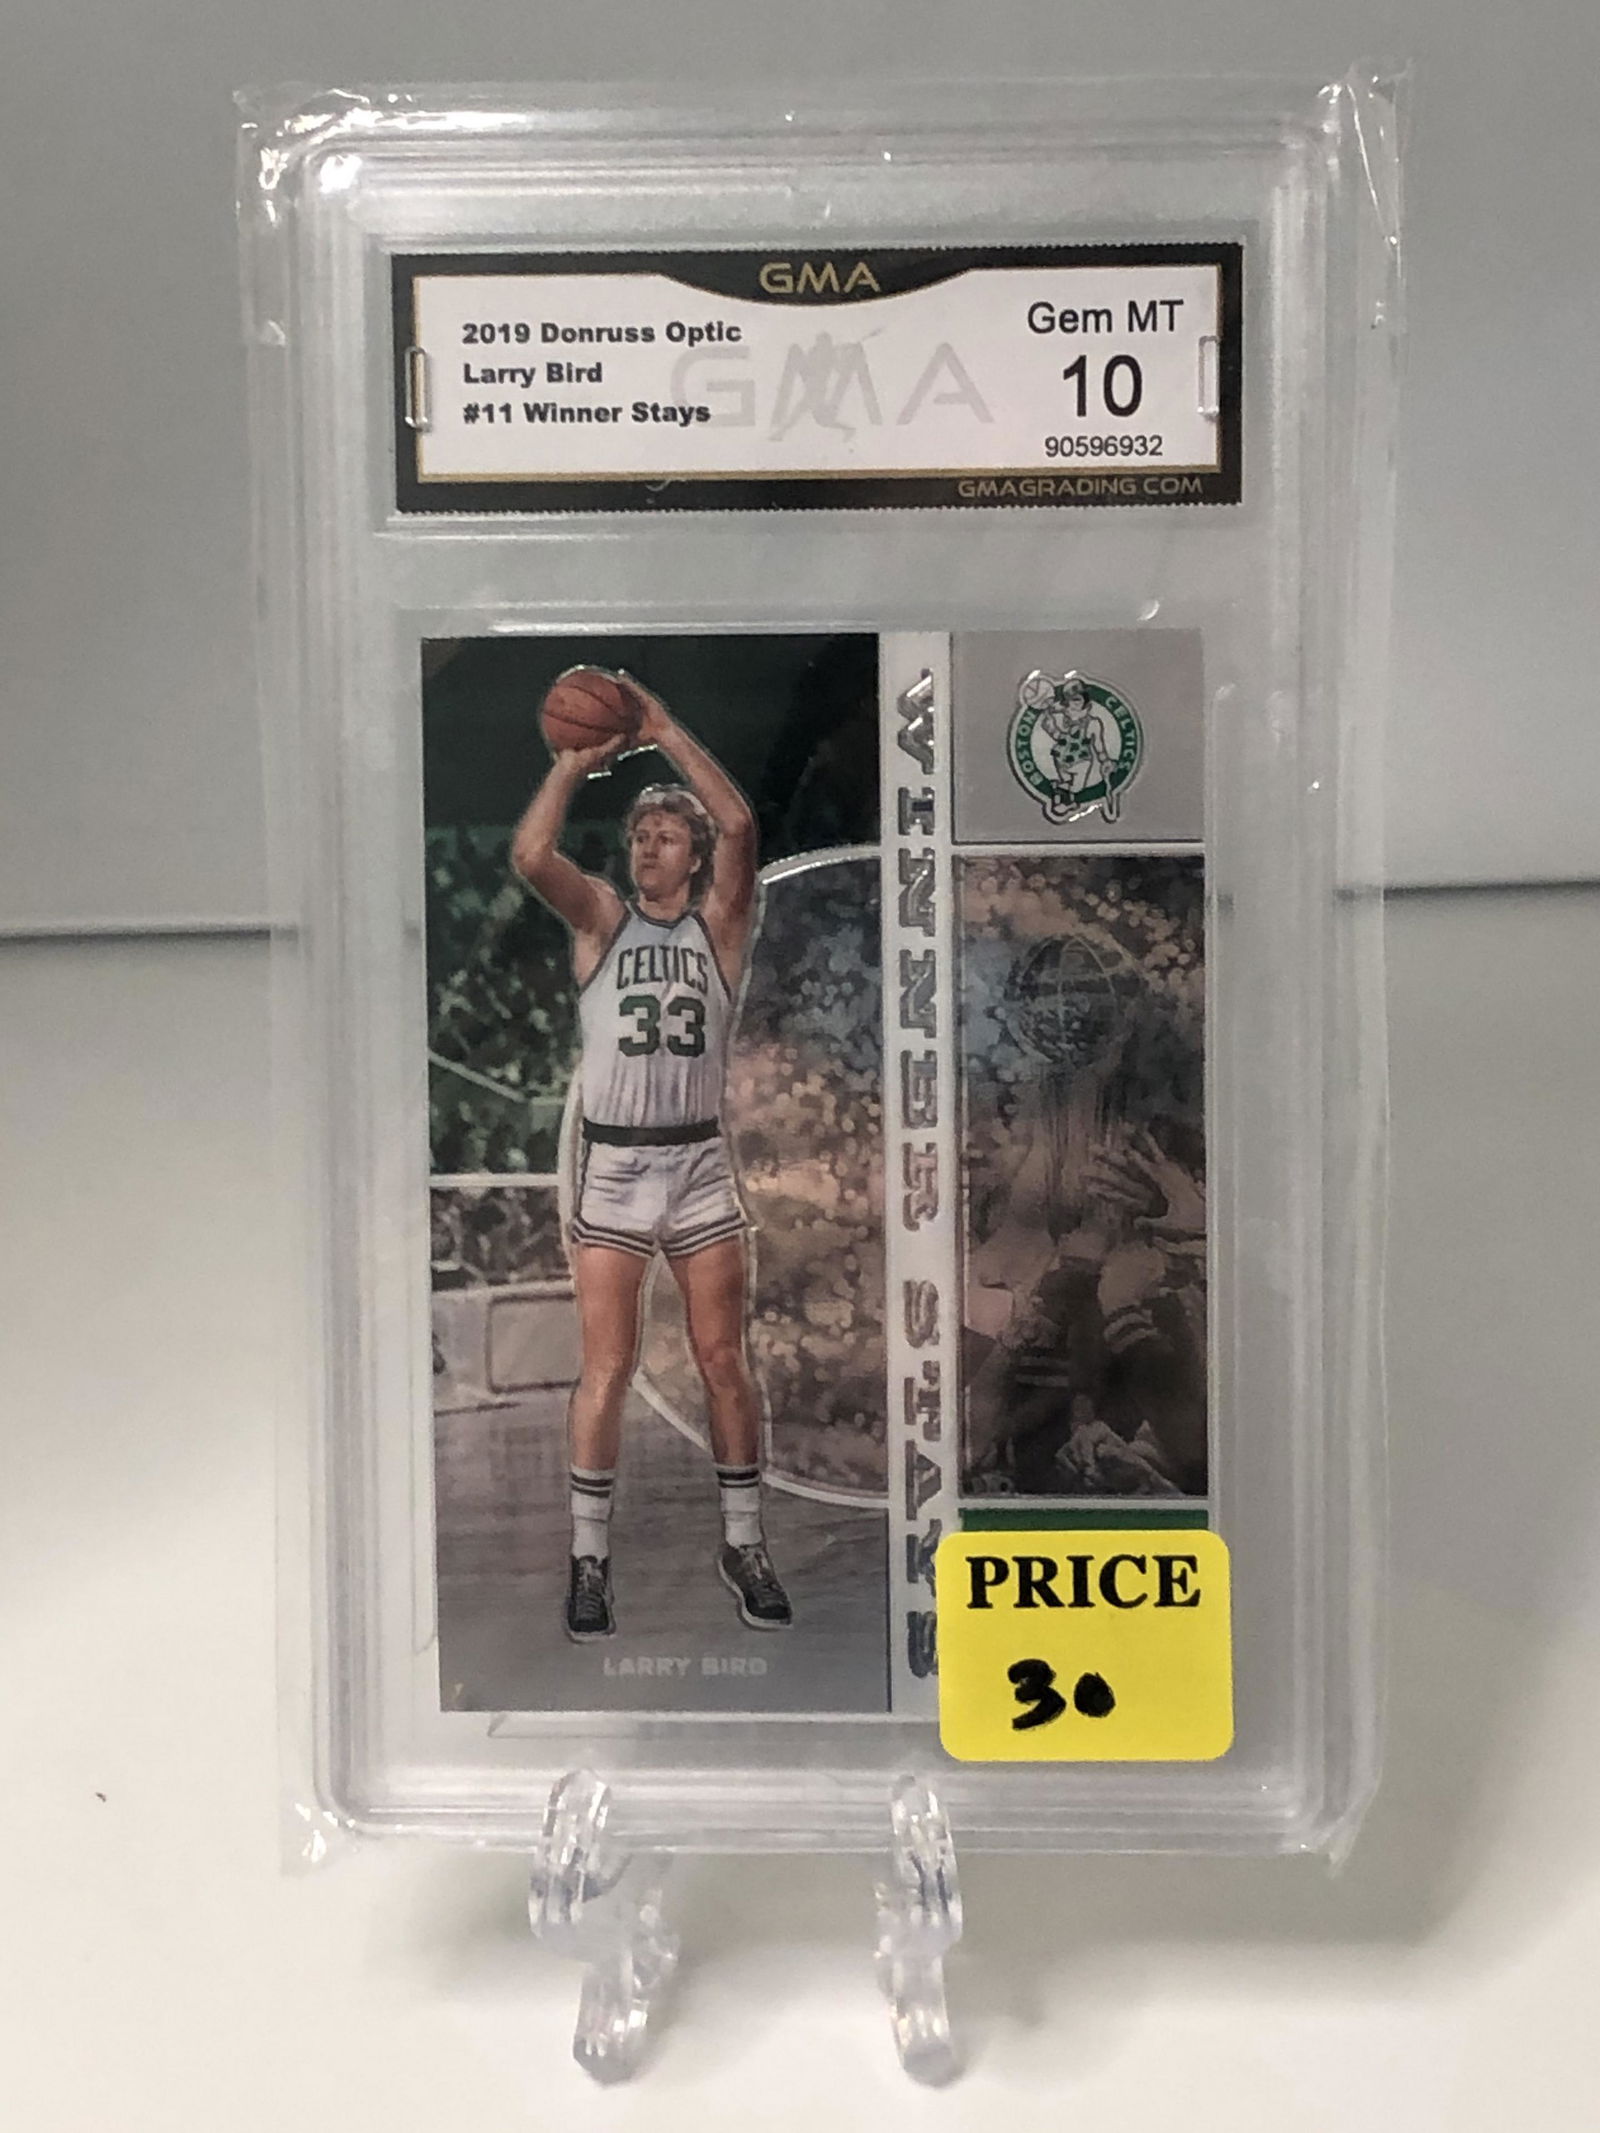 GMA
2019 Donruss Optic
Larry Bird
#11 Winner Stays
GMA
Gem MT
10
90596932
GMAGRADING.COM
BOSTON CELTICS
WINNER STAYS
CELTICS
33
LARRY BIRD
PRICE
30